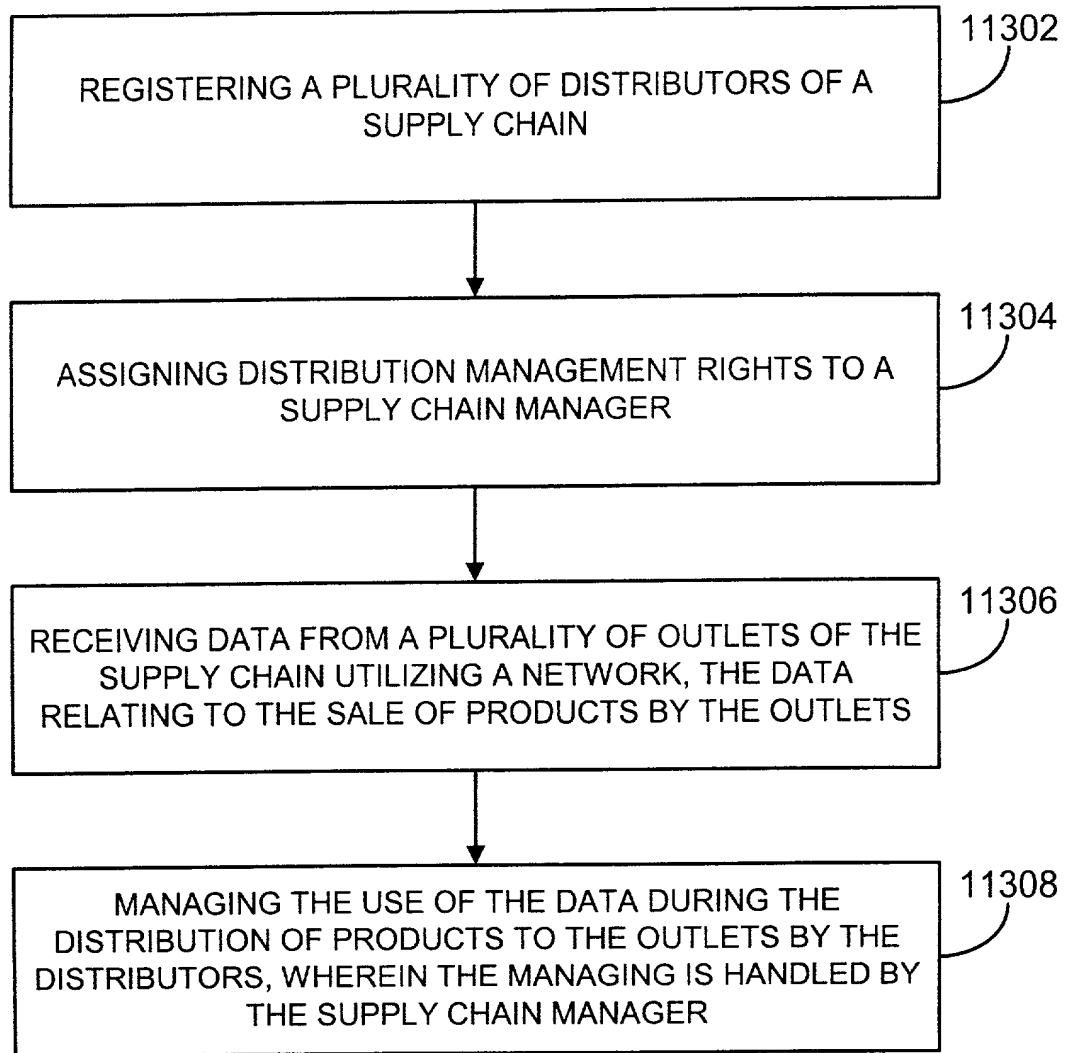 11302
REGISTERING A PLURALITY OF DISTRIBUTORS OF A
SUPPLY CHAIN
11304
ASSIGNING DISTRIBUTION MANAGEMENT RIGHTS TO A
SUPPLY CHAIN MANAGER
11306
RECEIVING DATA FROM A PLURALITY OF OUTLETS OF THE
SUPPLY CHAIN UTILIZING A NETWORK, THE DATA
RELATING TO THE SALE OF PRODUCTS BY THE OUTLETS
11308
MANAGING THE USE OF THE DATA DURING THE
DISTRIBUTION OF PRODUCTS TO THE OUTLETS BY THE
DISTRIBUTORS, WHEREIN THE MANAGING IS HANDLED BY
THE SUPPLY CHAIN MANAGER